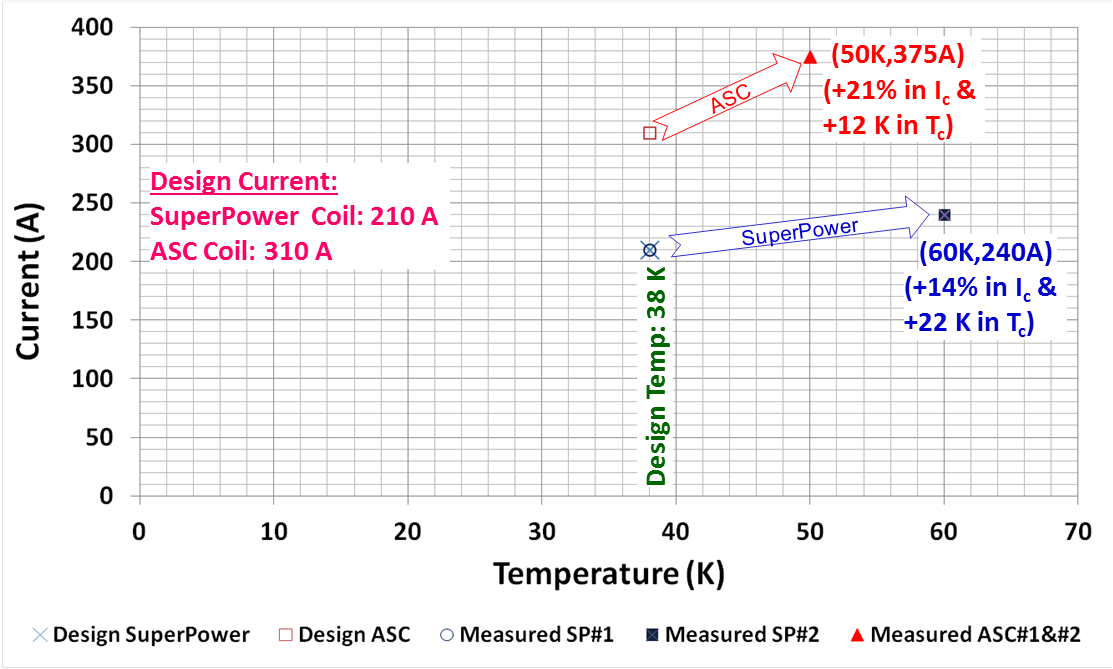 400
350
300
250
200
150
100
50
0
Current (A)
(50K,375A)
(+21% in Ic &
+12 K in Tc)
ASC
Design Current:
SuperPower Coil: 210 A
ASC Coil: 310 A
SuperPower
(60K,240A)
(+14% in Ic &
+22 K in Tc)
Design Temp: 38 K
0 10 20 30 40 50 60 70
Temperature (K)
Design SuperPower Design ASC Measured SP#1 Measured SP#2 Measured ASC#1&#2